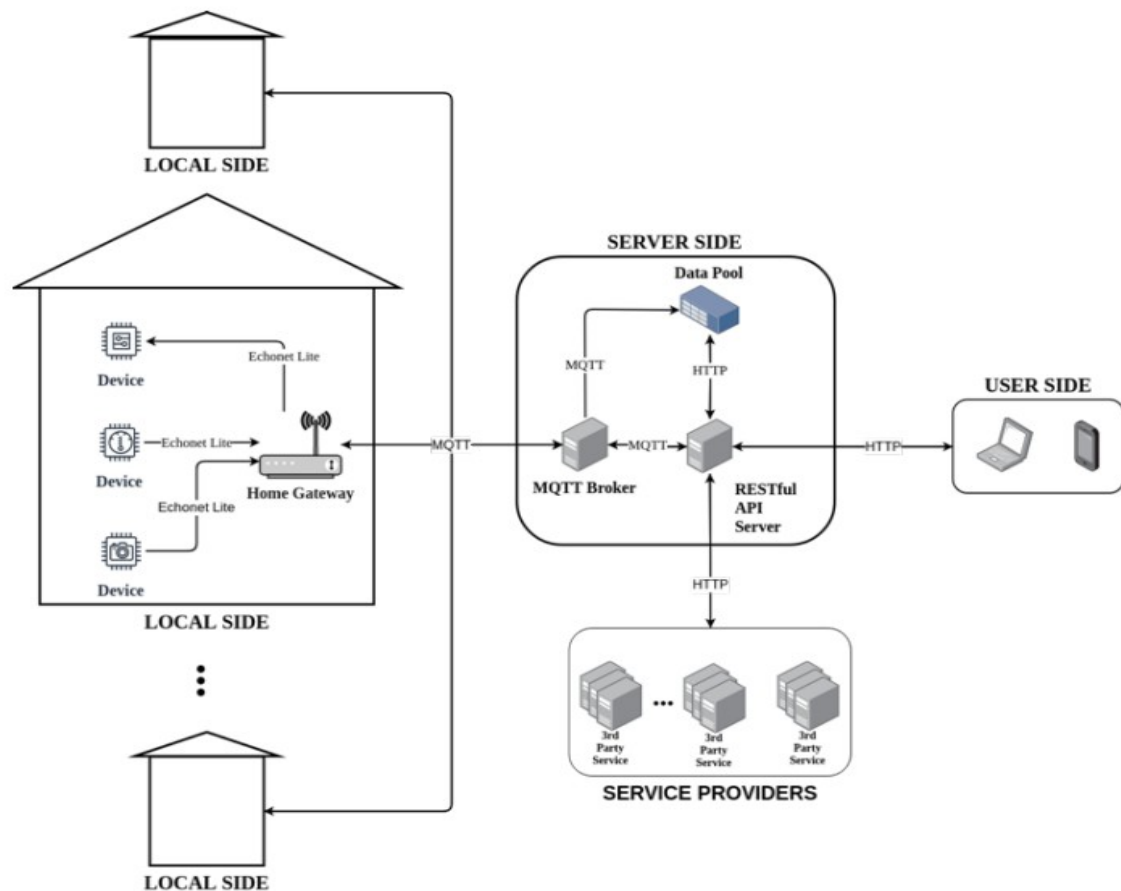 LOCAL SIDE
Echonet Lite
Device
Echonet Lite
Device
Home Gateway
Echonet Lite
Device
LOCAL SIDE
LOCAL SIDE
MQTT
SERVER SIDE
Data Pool
MQTT
HTTP
MQTT
MQTT Broker
RESTful
API
Server
HTTP
USER SIDE
HTTP
3rd
Party
Service
3rd
Party
Service
3rd
Party
Service
SERVICE PROVIDERS